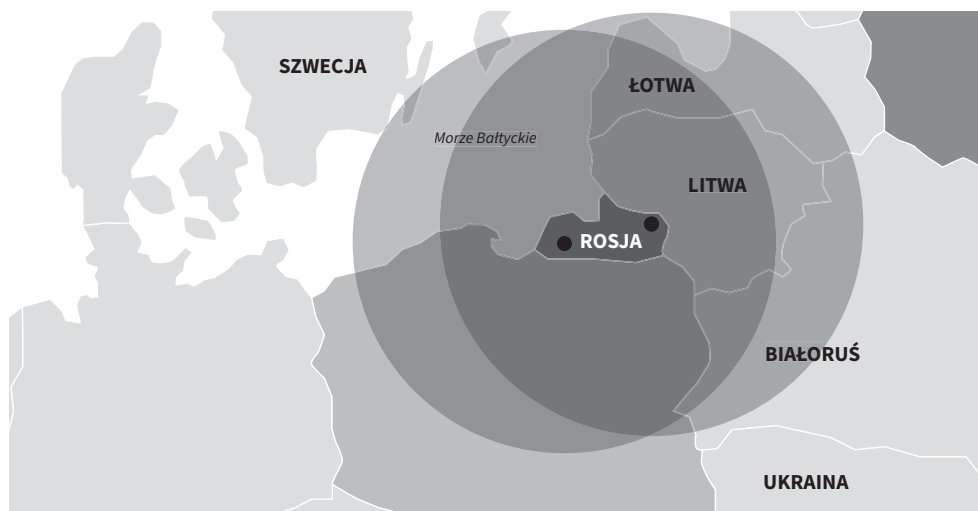 SZWECJA
ŁOTWA
Morze Bałtyckie
LITWA
ROSJA
BIAŁORUŚ
UKRAINA